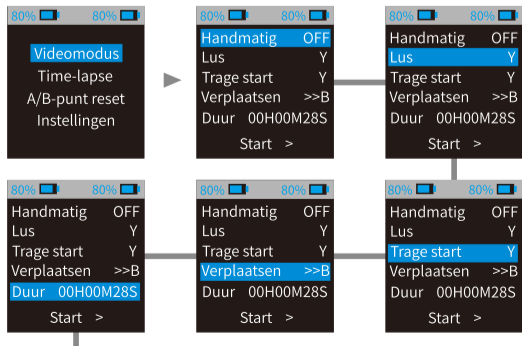 80% 80%
Videomodus
Time-lapse
A/B-punt reset
Instellingen
80% 80%
Handmatig OFF
Lus Y
Trage start Y
Verplaatsen >>B
Duur 00H00M28S
Start >
80% 80%
Handmatig OFF
Lus Y
Trage start Y
Verplaatsen >>B
Duur 00H00M28S
Start >
80% 80%
Handmatig OFF
Lus Y
Trage start Y
Verplaatsen >>B
Duur 00H00M28S
Start >
80% 80%
Handmatig OFF
Lus Y
Trage start Y
Verplaatsen >>B
Duur 00H00M28S
Start >
80% 80%
Handmatig OFF
Lus Y
Trage start Y
Verplaatsen >>B
Duur 00H00M28S
Start >